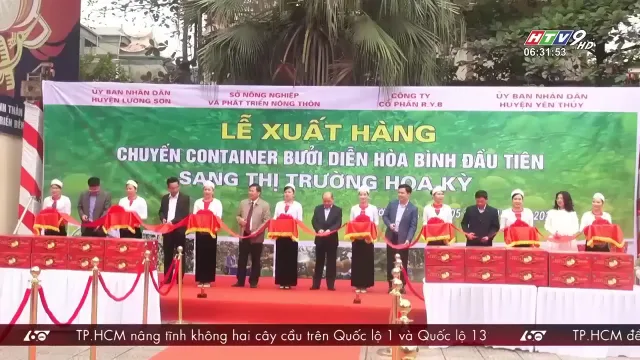 HTV9 HD
06:31:53
ỦY BAN NHÂN DÂN
HUYỆN LƯƠNG SƠN
SỞ NÔNG NGHIỆP
VÀ PHÁT TRIỂN NÔNG THÔN
CÔNG TY
CỔ PHẦN R.Y.B
ỦY BAN NHÂN DÂN
HUYỆN YÊN THỦY
LỄ XUẤT HÀNG
CHUYẾN CONTAINER BƯỞI DIỄN HÒA BÌNH ĐẦU TIÊN
SANG THỊ TRƯỜNG HOA KỲ
TP.HCM nâng tĩnh không hai cây cầu trên Quốc lộ 1 và Quốc lộ 13
TP.HCM để